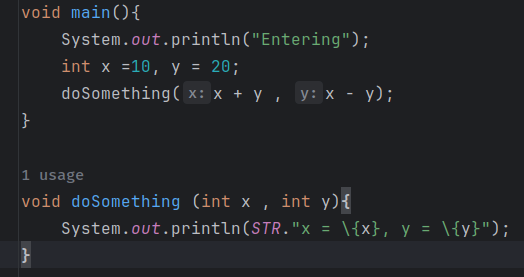 void main(){
System.out.println("Entering");
int x =10, y = 20;
doSomething( x: x + y , y: x - y);
}
1 usage
void doSomething (int x , int y){
System.out.println(STR."x = \{x}, y = \{y}");
}